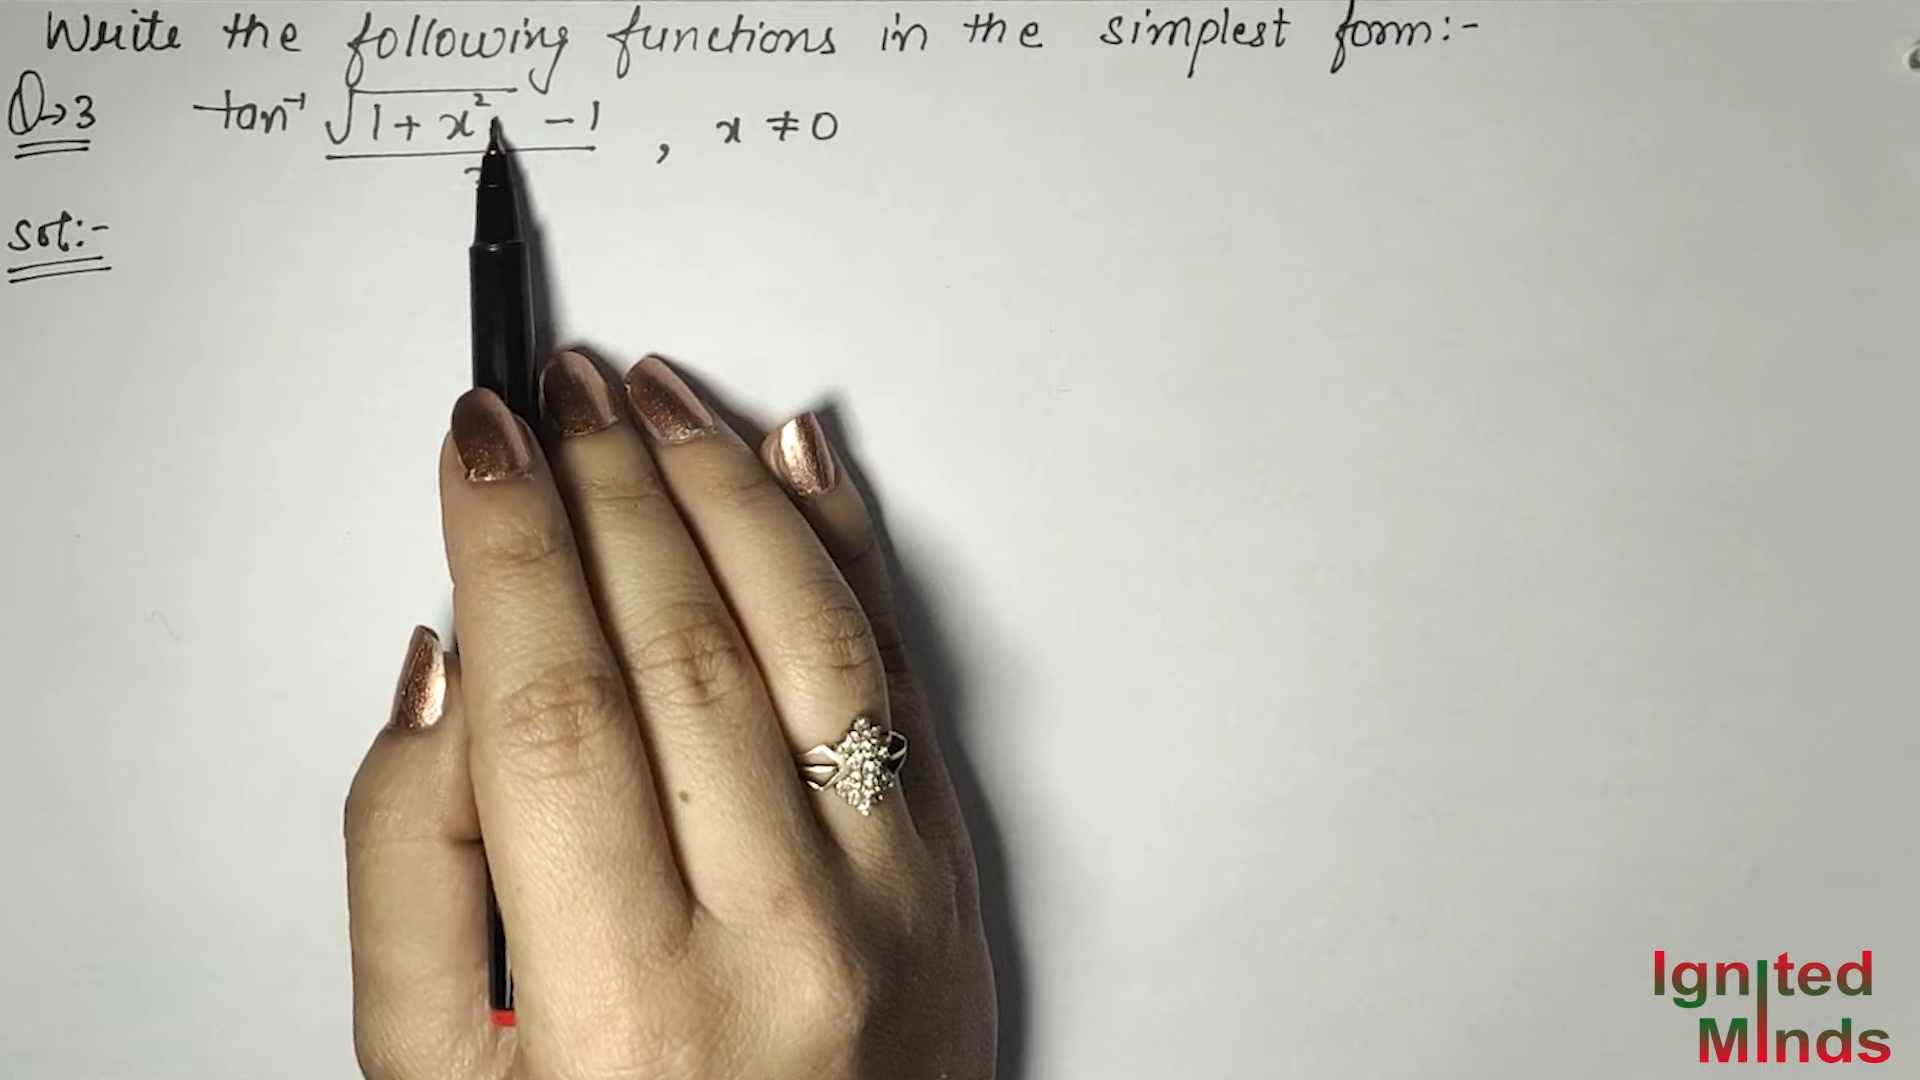 Write the following functions in the simplest form:-
Q→3 tan⁻¹ √1+x² -1 , x ≠ 0
sol:-
Ignited
Minds